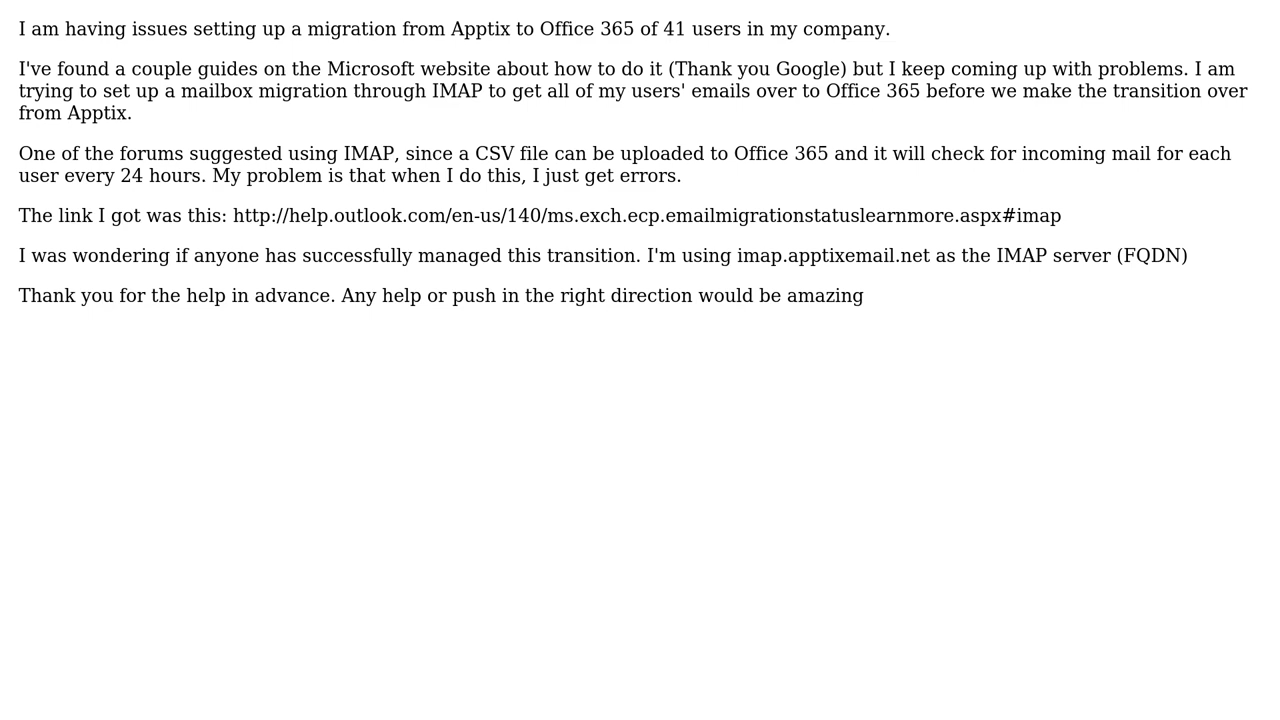 I am having issues setting up a migration from Apptix to Office 365 of 41 users in my company.
I've found a couple guides on the Microsoft website about how to do it (Thank you Google) but I keep coming up with problems. I am
trying to set up a mailbox migration through IMAP to get all of my users' emails over to Office 365 before we make the transition over
from Apptix.
One of the forums suggested using IMAP, since a CSV file can be uploaded to Office 365 and it will check for incoming mail for each
user every 24 hours. My problem is that when I do this, I just get errors.
The link I got was this: http://help.outlook.com/en-us/140/ms.exch.ecp.emailmigrationstatuslearnmore.aspx#imap
I was wondering if anyone has successfully managed this transition. I'm using imap.apptixemail.net as the IMAP server (FQDN)
Thank you for the help in advance. Any help or push in the right direction would be amazing